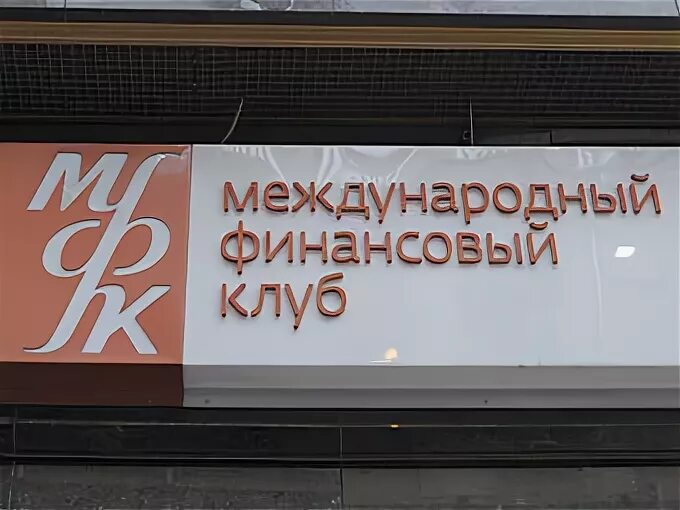 мфк
международный
финансовый
клуб